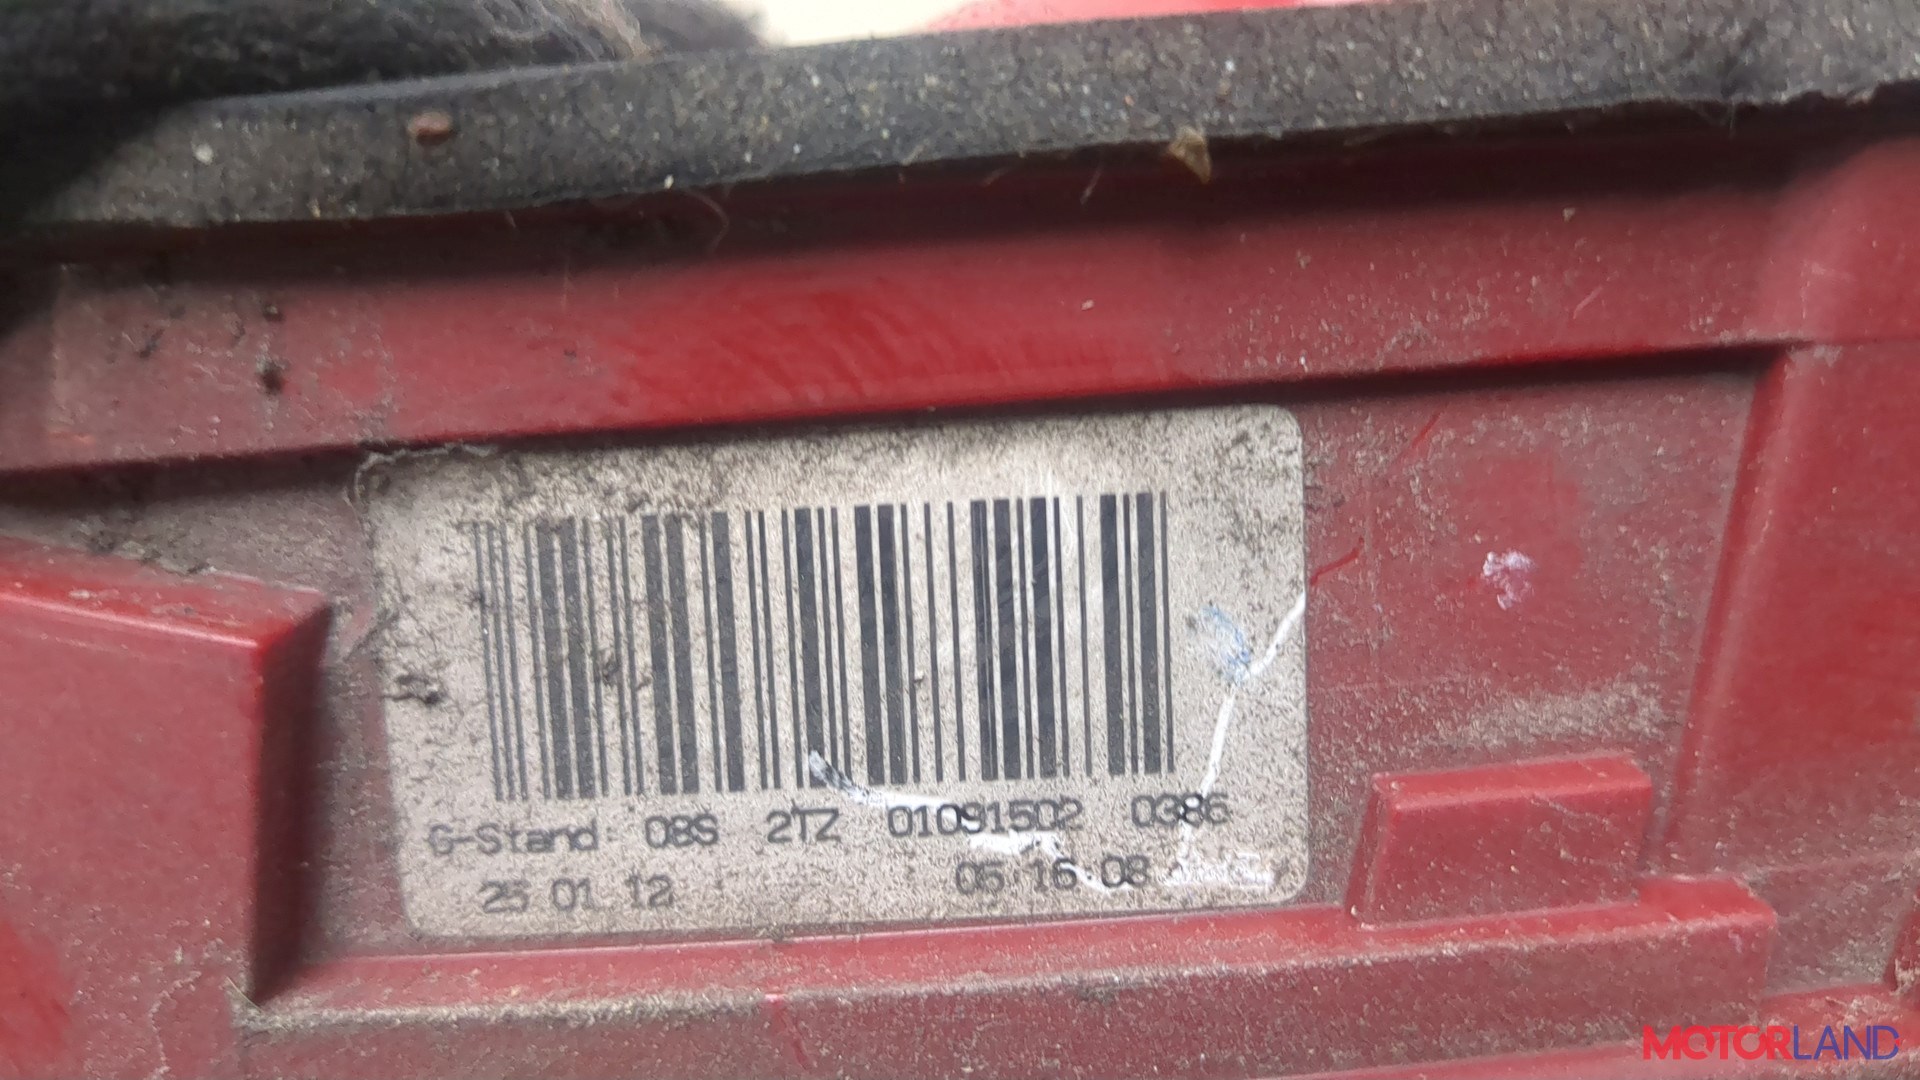 G-Stand: 08S 2TZ 01091502 0386
25.01.12 05:16:08
MOTORLAND